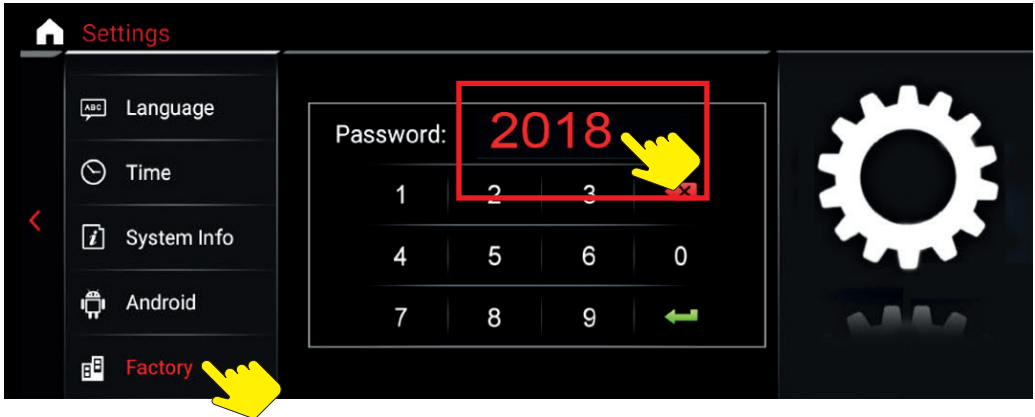 Settings
ABC Language
Time
i System Info
Android
Factory
Password: 2018
1 2 3
4 5 6 0
7 8 9